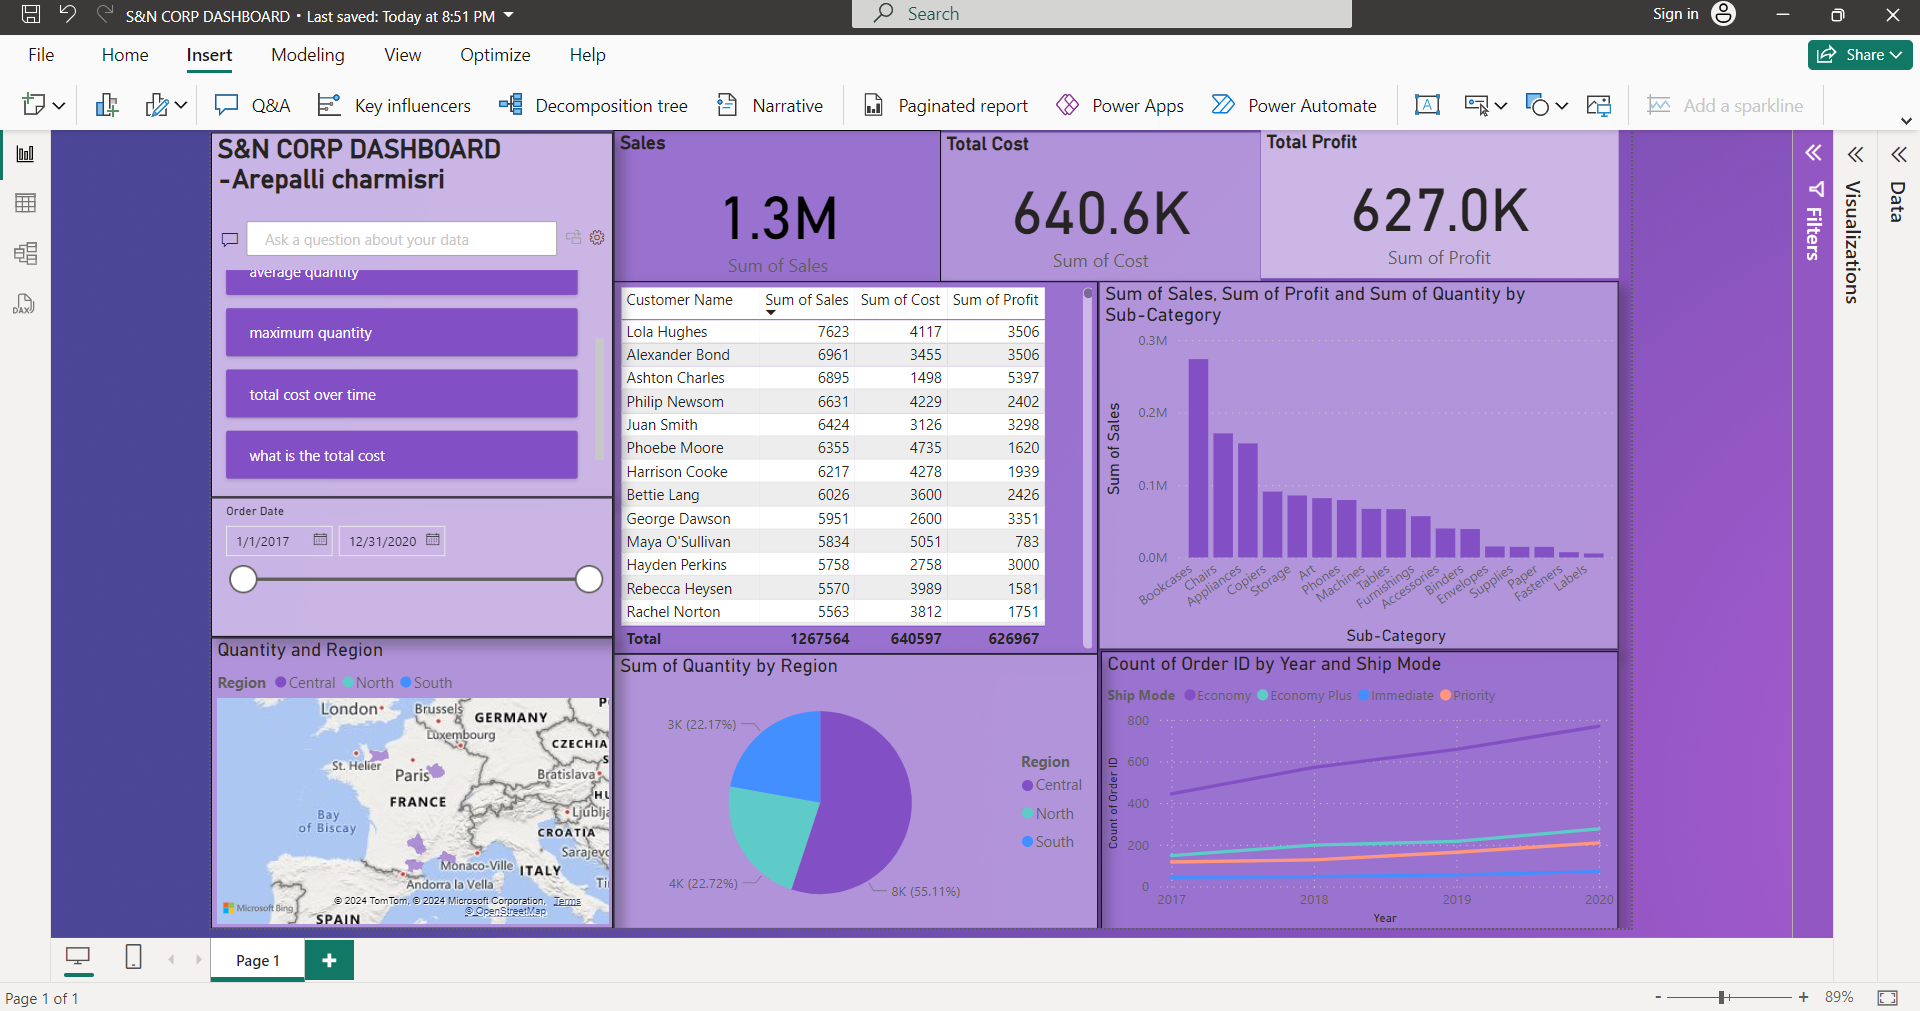 S&N CORP DASHBOARD • Last saved: Today at 8:51 PM
Search
Sign in
File Home Insert Modeling View Optimize Help
Share
Q&A Key influencers Decomposition tree Narrative Paginated report Power Apps Power Automate Add a sparkline
S&N CORP DASHBOARD
-Arepalli charmisri
Ask a question about your data
average quantity
maximum quantity
total cost over time
what is the total cost
Order Date
1/1/2017 12/31/2020
Sales
1.3M
Sum of Sales
Total Cost
640.6K
Sum of Cost
Total Profit
627.0K
Sum of Profit
Customer Name Sum of Sales Sum of Cost Sum of Profit
Lola Hughes 7623 4117 3506
Alexander Bond 6961 3455 3506
Ashton Charles 6895 1498 5397
Philip Newsom 6631 4229 2402
Juan Smith 6424 3126 3298
Phoebe Moore 6355 4735 1620
Harrison Cooke 6217 4278 1939
Bettie Lang 6026 3600 2426
George Dawson 5951 2600 3351
Maya O'Sullivan 5834 5051 783
Hayden Perkins 5758 2758 3000
Rebecca Heysen 5570 3989 1581
Rachel Norton 5563 3812 1751
Total 1267564 640597 626967
Sum of Sales, Sum of Profit and Sum of Quantity by
Sub-Category
Sum of Sales
0.3M
0.2M
0.1M
0.0M
Bookcases
Chairs
Appliances
Copiers
Storage
Art
Phones
Machines
Tables
Furnishings
Accessories
Binders
Envelopes
Supplies
Paper
Fasteners
Labels
Sub-Category
Filters
Visualizations
Data
DAX
Quantity and Region
Region Central North South
London
Brussels
GERMANY
Luxembourg
CZECHIA
St. Helier
Paris
Bratislava
FRANCE
HU
Bay
of Biscay
Ljublja
CROATIA
Sarajevo
Monaco-Ville
ITALY
Andorra la Vella
Ti
Microsoft Bing
© 2024 TomTom, © 2024 Microsoft Corporation, Terms
© OpenStreetMap
SPAIN
Sum of Quantity by Region
3K (22.17%)
4K (22.72%)
8K (55.11%)
Region
Central
North
South
Count of Order ID by Year and Ship Mode
Ship Mode Economy Economy Plus Immediate Priority
Count of Order ID
800
600
400
200
0
2017 2018 2019 2020
Year
Page 1
Page 1 of 1
- + 89%